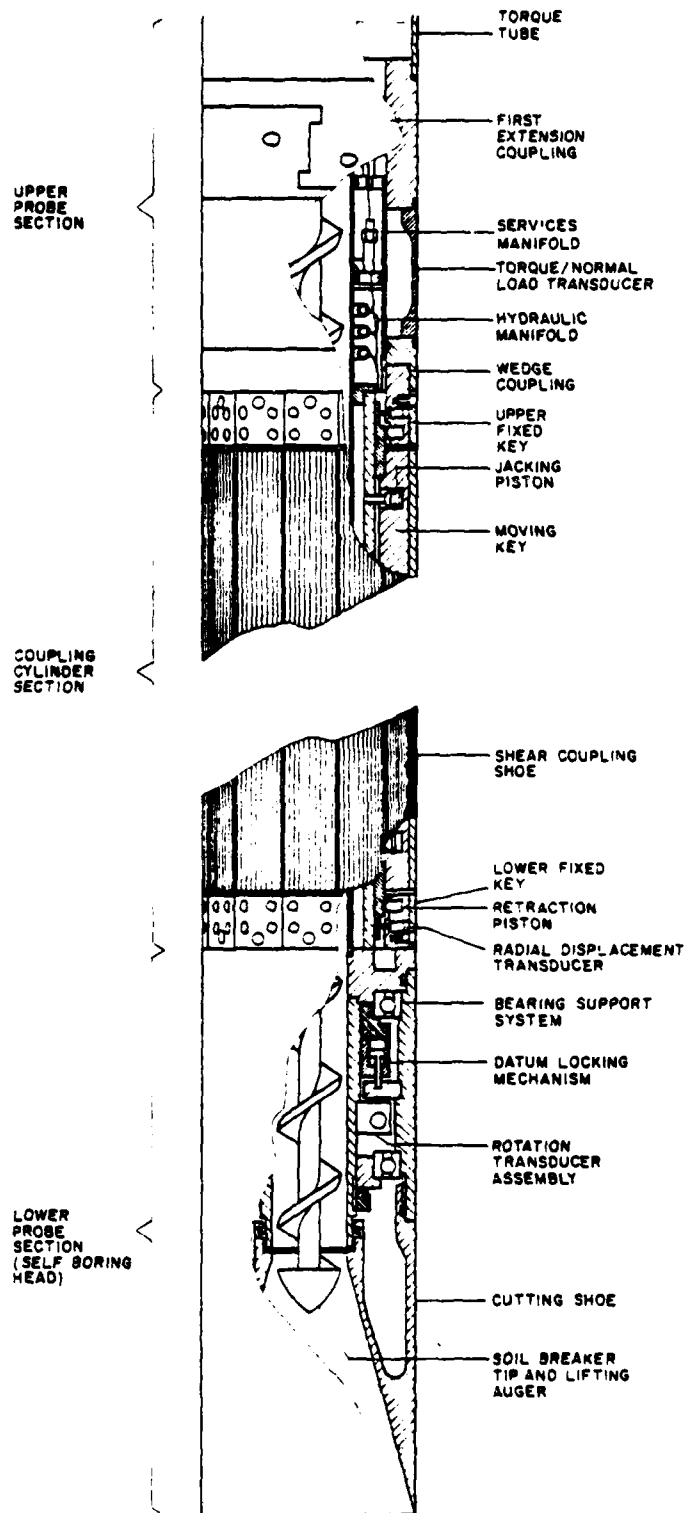 TORQUE
TUBE
FIRST
EXTENSION
COUPLING
UPPER
PROBE
SECTION
SERVICES
MANIFOLD
TORQUE/NORMAL
LOAD TRANSDUCER
HYDRAULIC
MANIFOLD
WEDGE
COUPLING
UPPER
FIXED
KEY
JACKING
PISTON
MOVING
KEY
COUPLING
CYLINDER
SECTION
SHEAR COUPLING
SHOE
LOWER FIXED
KEY
RETRACTION
PISTON
RADIAL DISPLACEMENT
TRANSDUCER
BEARING SUPPORT
SYSTEM
DATUM LOCKING
MECHANISM
ROTATION
TRANSDUCER
ASSEMBLY
LOWER
PROBE
SECTION
(SELF BORING
HEAD)
CUTTING SHOE
SOIL BREAKER
TIP AND LIFTING
AUGER